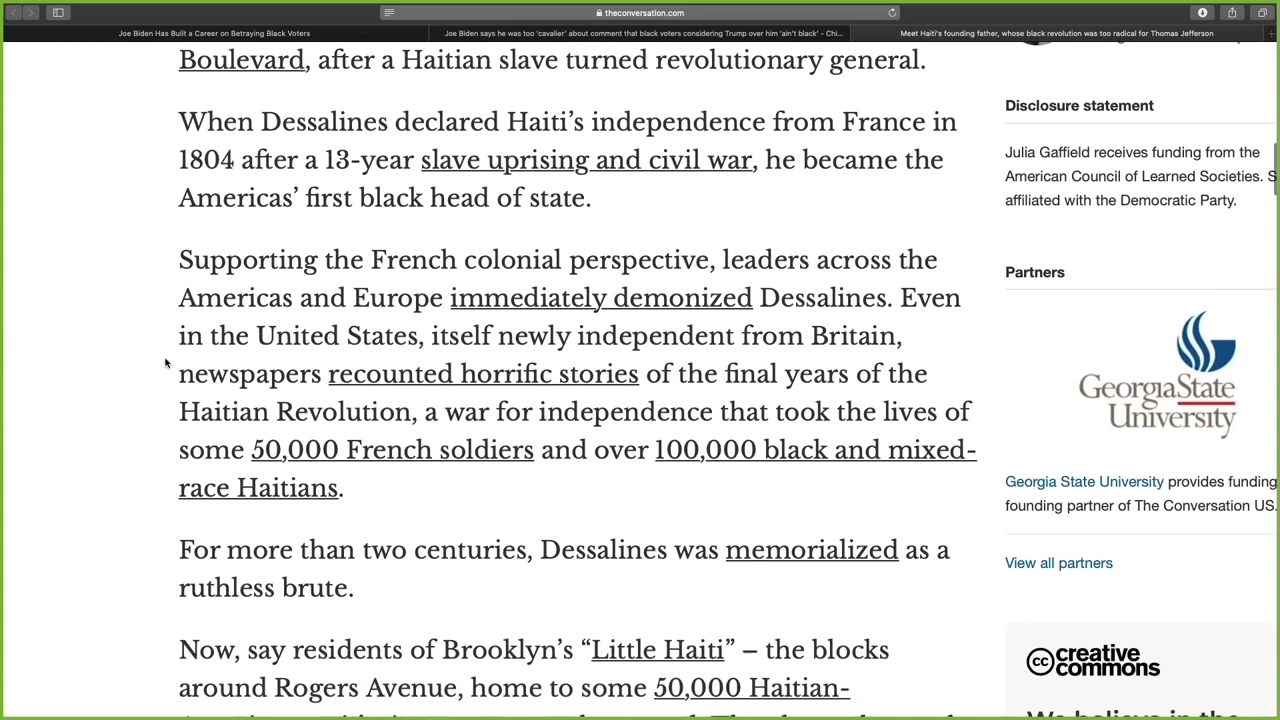 theconversation.com
Joe Biden Has Built a Career on Betraying Black Voters
Joe Biden says he was too 'cavalier' about comment that black voters considering Trump over him 'ain't black' - Chi...
Meet Haiti's founding father, whose black revolution was too radical for Thomas Jefferson
Boulevard, after a Haitian slave turned revolutionary general.
When Dessalines declared Haiti’s independence from France in
1804 after a 13-year slave uprising and civil war, he became the
Americas’ first black head of state.
Supporting the French colonial perspective, leaders across the
Americas and Europe immediately demonized Dessalines. Even
in the United States, itself newly independent from Britain,
newspapers recounted horrific stories of the final years of the
Haitian Revolution, a war for independence that took the lives of
some 50,000 French soldiers and over 100,000 black and mixed-
race Haitians.
For more than two centuries, Dessalines was memorialized as a
ruthless brute.
Now, say residents of Brooklyn’s “Little Haiti” – the blocks
around Rogers Avenue, home to some 50,000 Haitian-
Disclosure statement
Julia Gaffield receives funding from the
American Council of Learned Societies. S
affiliated with the Democratic Party.
Partners
GeorgiaState
University
Georgia State University provides funding
founding partner of The Conversation US.
View all partners
cc creative
commons
We believe in the